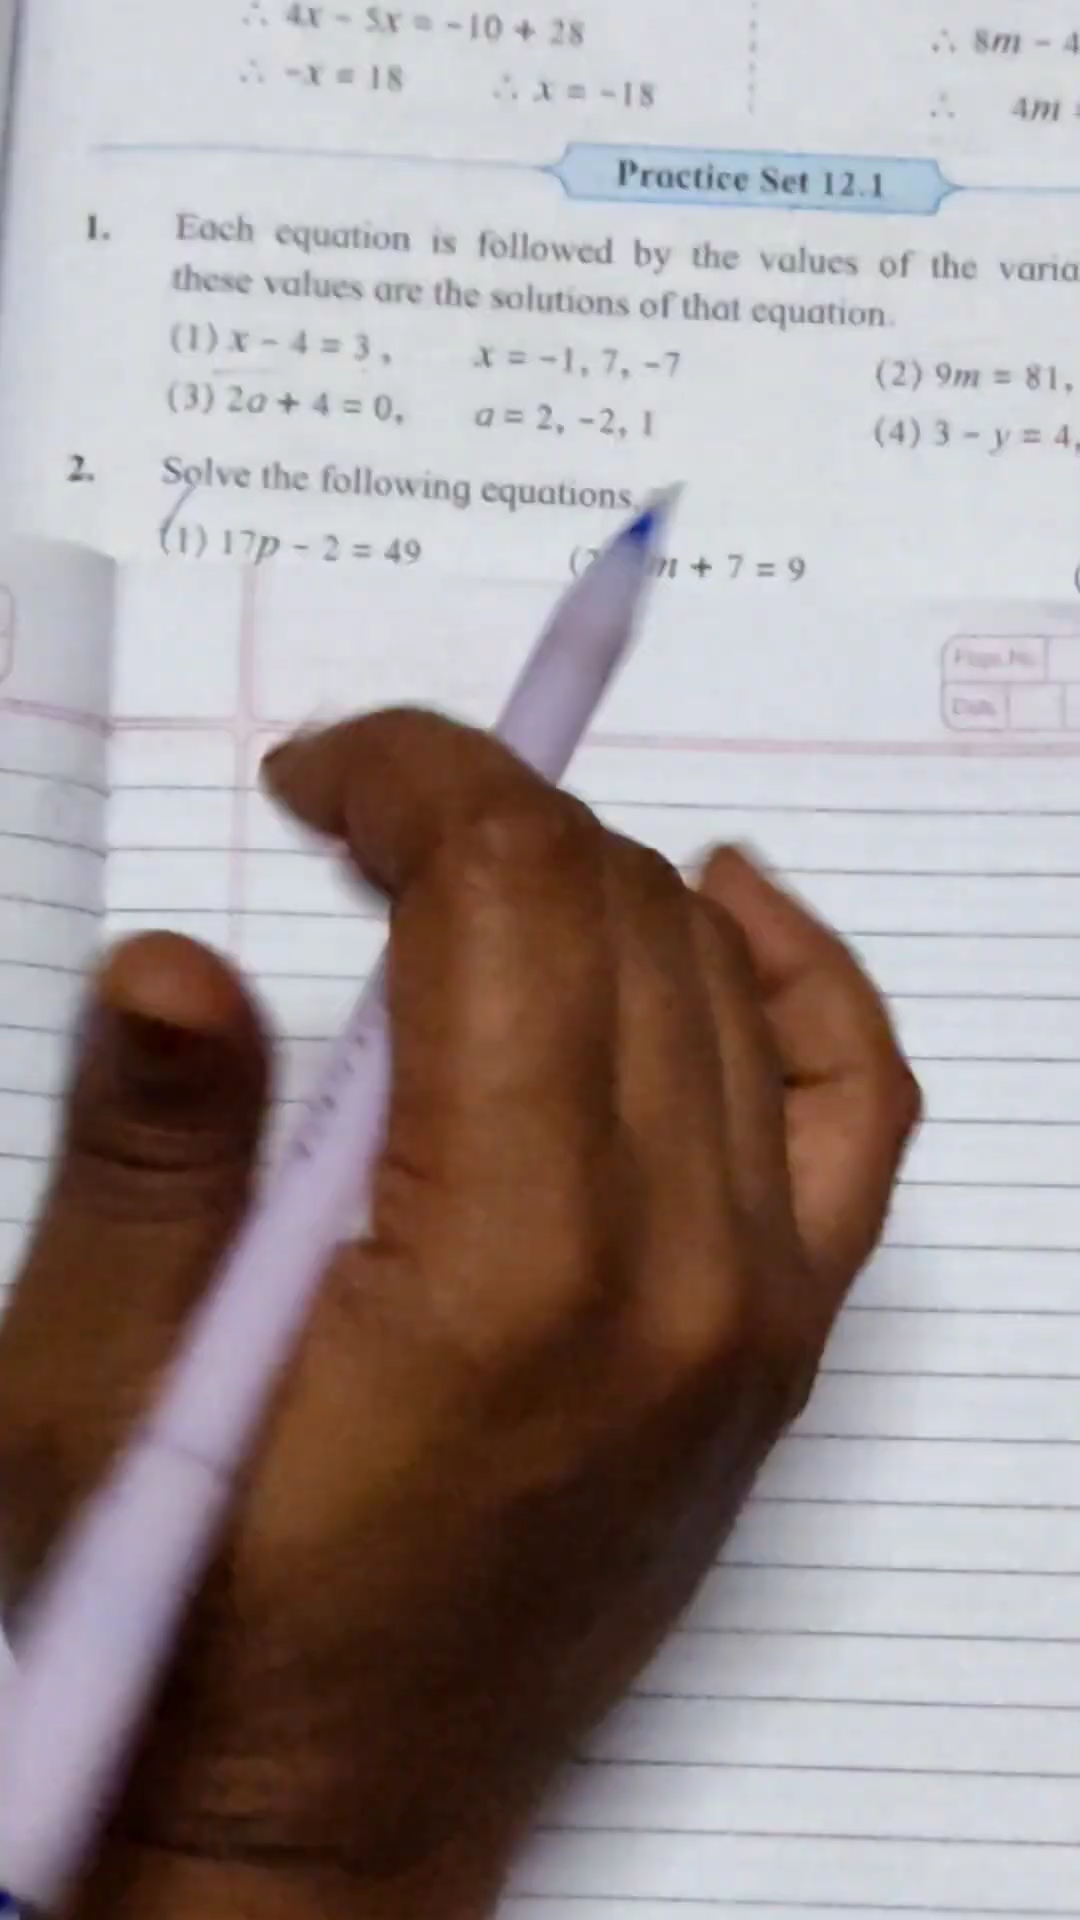 ∴ 4x - 5x = -10 + 28
∴ -x = 18 ∴ x = -18
∴ 8m - 4
∴ 4m =
Practice Set 12.1
1. Each equation is followed by the values of the varia
these values are the solutions of that equation.
(1) x - 4 = 3, x = -1, 7, -7 (2) 9m = 81,
(3) 2a + 4 = 0, a = 2, -2, 1 (4) 3 - y = 4,
2. Solve the following equations.
(1) 17p - 2 = 49 + 7 = 9
Page No.
Date